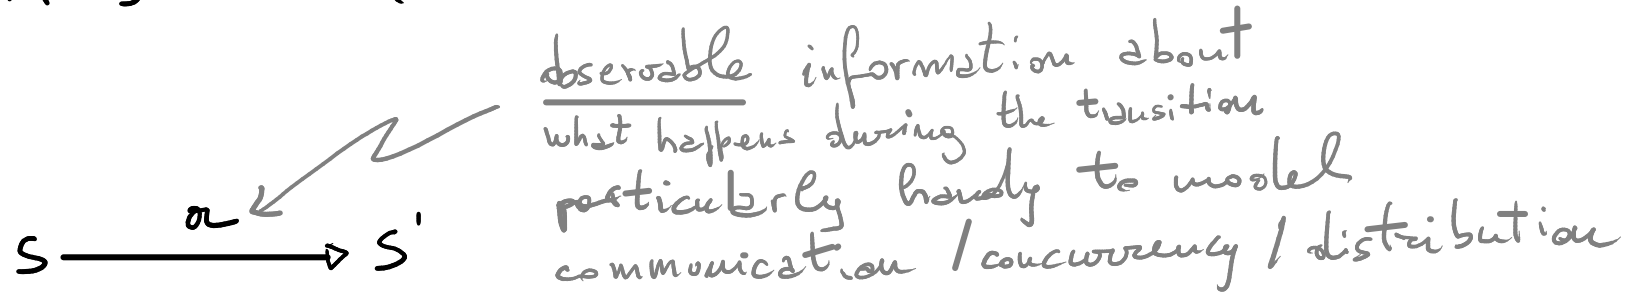 observable information about
what happens during the transition
particularly handy to model
communication / concurrency / distribution
α
S → S'